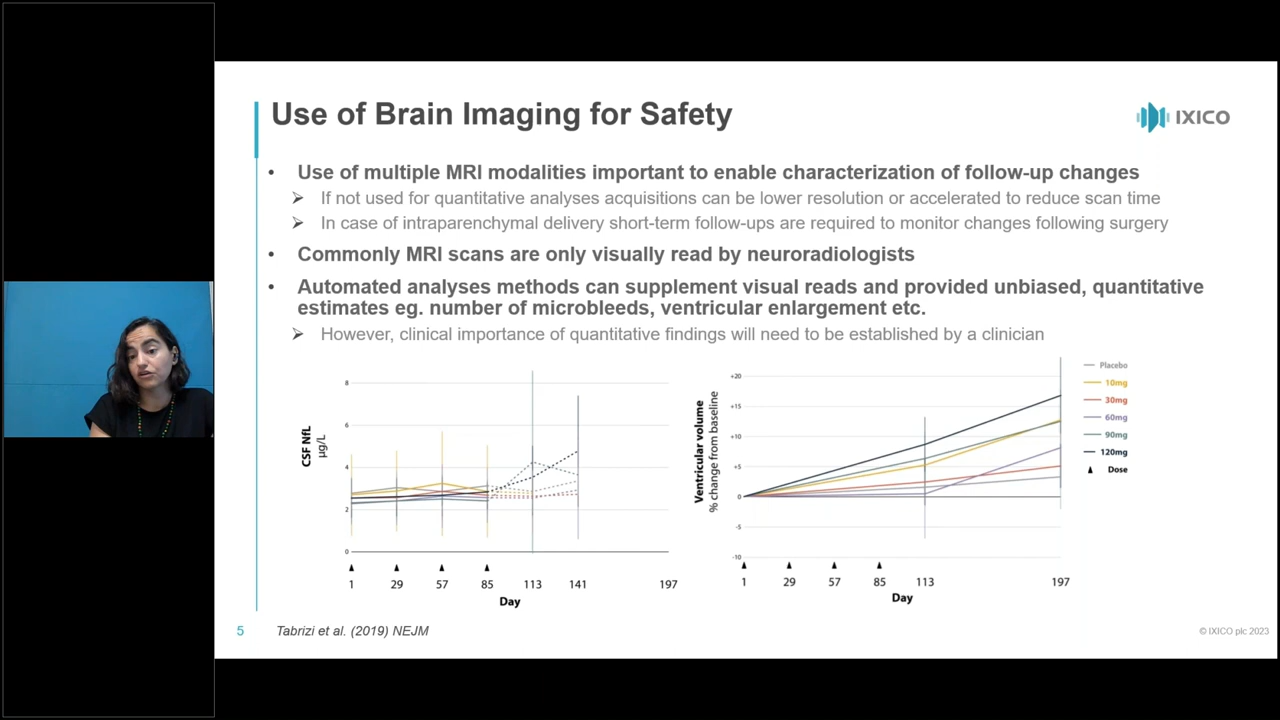 Use of Brain Imaging for Safety
IXICO
• Use of multiple MRI modalities important to enable characterization of follow-up changes
➢ If not used for quantitative analyses acquisitions can be lower resolution or accelerated to reduce scan time
➢ In case of intraparenchymal delivery short-term follow-ups are required to monitor changes following surgery
• Commonly MRI scans are only visually read by neuroradiologists
• Automated analyses methods can supplement visual reads and provided unbiased, quantitative
estimates eg. number of microbleeds, ventricular enlargement etc.
➢ However, clinical importance of quantitative findings will need to be established by a clinician
CSF NfL
µg/L
8
6
4
2
0
1 29 57 85 113 141 197
Day
Ventricular volume
% change from baseline
+20
+15
+10
+5
0
-5
-10
1 29 57 85 113 197
Day
Placebo
10mg
30mg
60mg
90mg
120mg
Dose
5
Tabrizi et al. (2019) NEJM
© IXICO plc 2023